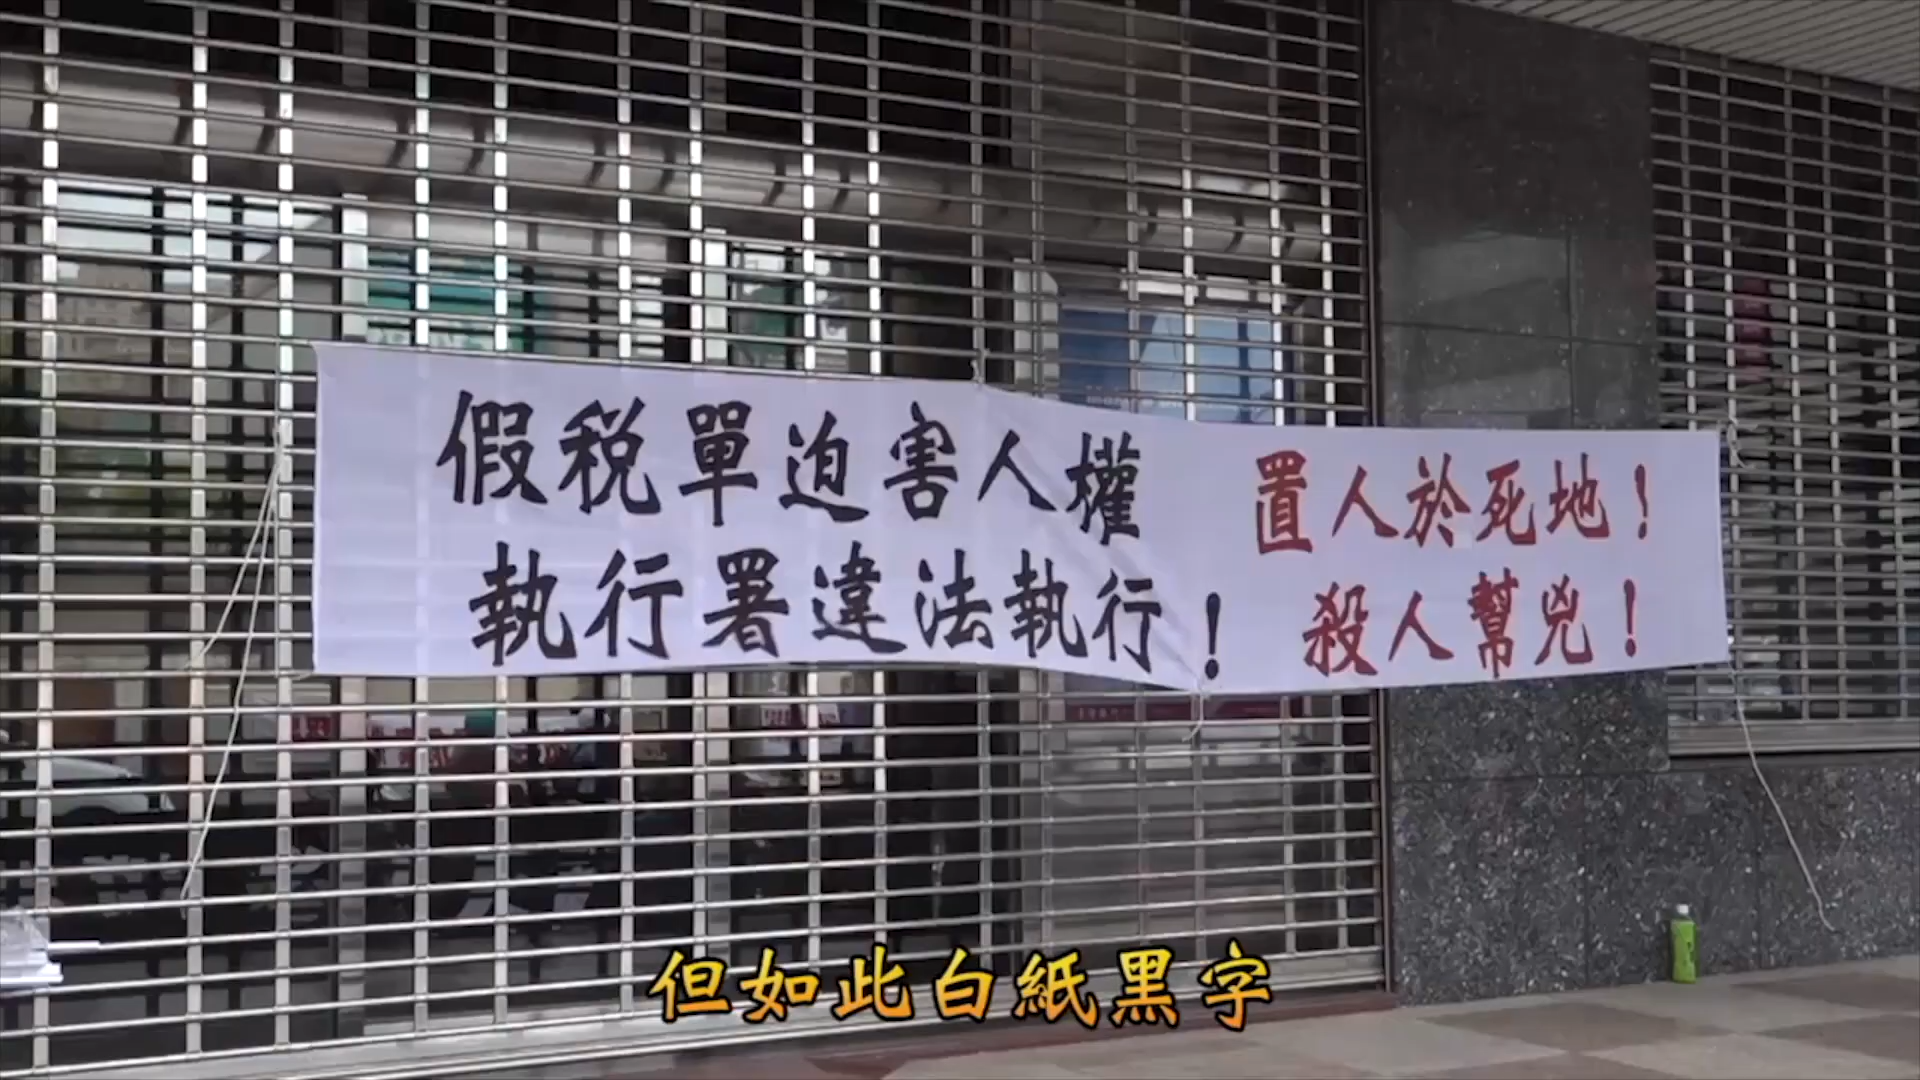 假稅單迫害人權
執行署違法執行！
置人於死地！
殺人幫兇！
但如此白紙黑字